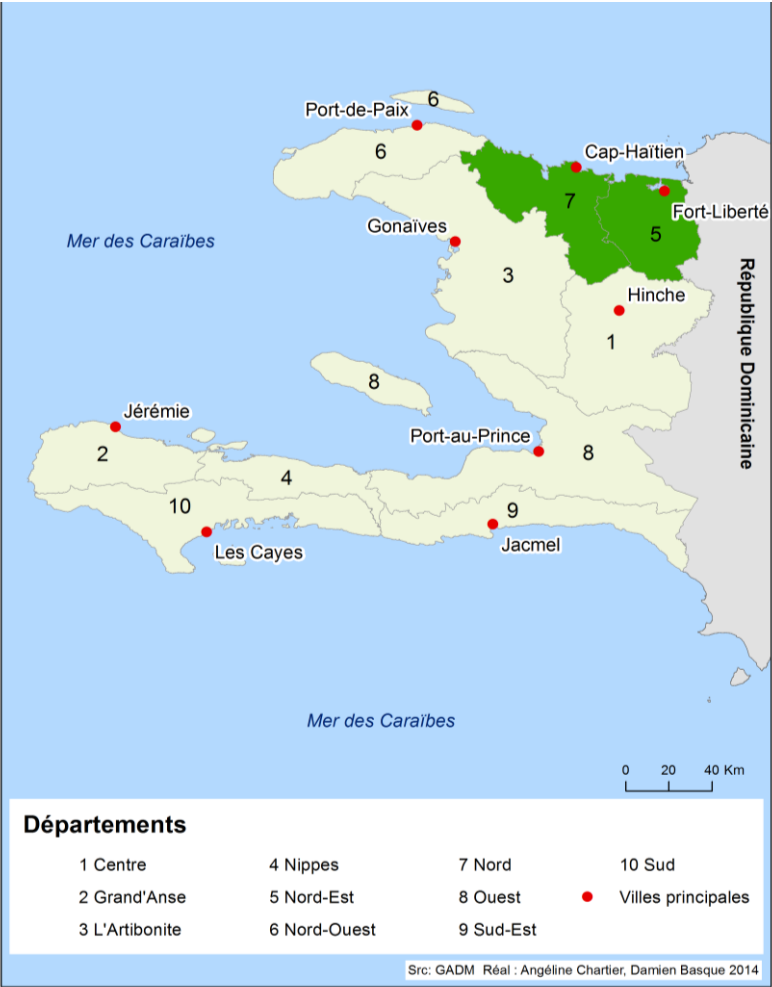 6
Port-de-Paix
6
Cap-Haïtien
7
Fort-Liberté
5
Gonaïves
Mer des Caraïbes
3
République Dominicaine
Hinche
1
8
Jérémie
Port-au-Prince
2
8
4
10
9
Les Cayes
Jacmel
Mer des Caraïbes
0 20 40 Km
Départements
1 Centre 4 Nippes 7 Nord 10 Sud
2 Grand'Anse 5 Nord-Est 8 Ouest Villes principales
3 L'Artibonite 6 Nord-Ouest 9 Sud-Est
Src: GADM Réal : Angéline Chartier, Damien Basque 2014